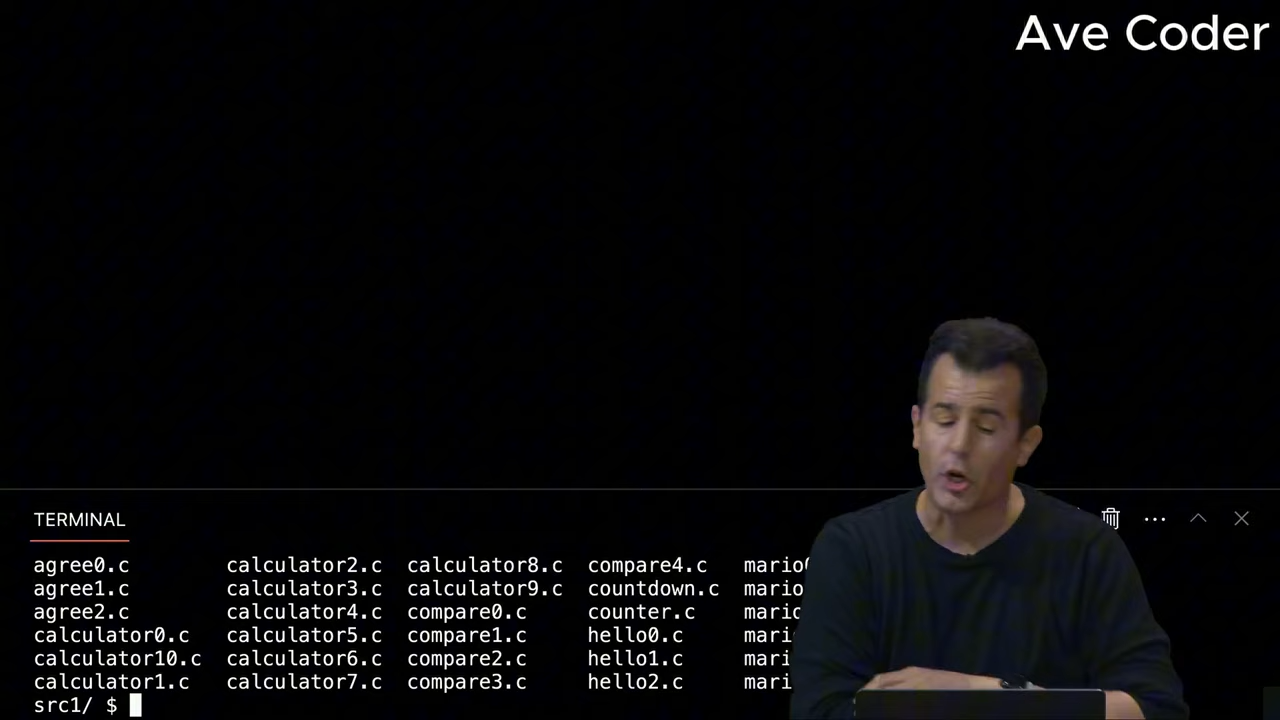 Ave Coder
TERMINAL
agree0.c calculator2.c calculator8.c compare4.c
agree1.c calculator3.c calculator9.c countdown.c mario
agree2.c calculator4.c compare0.c counter.c
calculator0.c calculator5.c compare1.c hello0.c
calculator10.c calculator6.c compare2.c hello1.c
calculator1.c calculator7.c compare3.c hello2.c
src1/ $